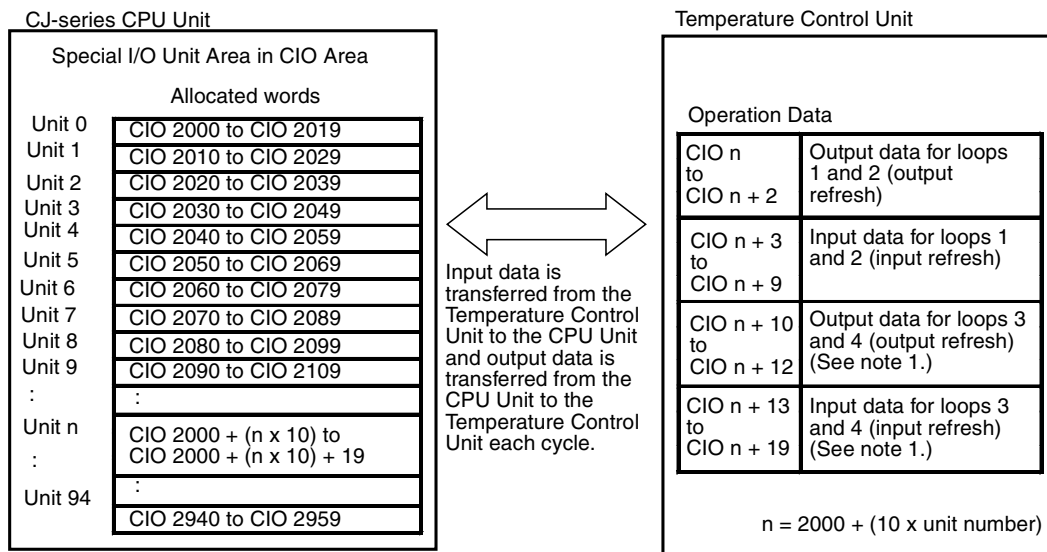 CJ-series CPU Unit
Special I/O Unit Area in CIO Area
Allocated words
Unit 0 CIO 2000 to CIO 2019
Unit 1 CIO 2010 to CIO 2029
Unit 2 CIO 2020 to CIO 2039
Unit 3 CIO 2030 to CIO 2049
Unit 4 CIO 2040 to CIO 2059
Unit 5 CIO 2050 to CIO 2069
Unit 6 CIO 2060 to CIO 2079
Unit 7 CIO 2070 to CIO 2089
Unit 8 CIO 2080 to CIO 2099
Unit 9 CIO 2090 to CIO 2109
: :
Unit n CIO 2000 + (n x 10) to
CIO 2000 + (n x 10) + 19
: :
Unit 94
CIO 2940 to CIO 2959
Input data is
transferred from the
Temperature Control
Unit to the CPU Unit
and output data is
transferred from the
CPU Unit to the
Temperature Control
Unit each cycle.
Temperature Control Unit
Operation Data
CIO n
to
CIO n + 2
Output data for loops
1 and 2 (output
refresh)
CIO n + 3
to
CIO n + 9
Input data for loops 1
and 2 (input refresh)
CIO n + 10
to
CIO n + 12
Output data for loops 3
and 4 (output refresh)
(See note 1.)
CIO n + 13
to
CIO n + 19
Input data for loops 3
and 4 (input refresh)
(See note 1.)
n = 2000 + (10 x unit number)